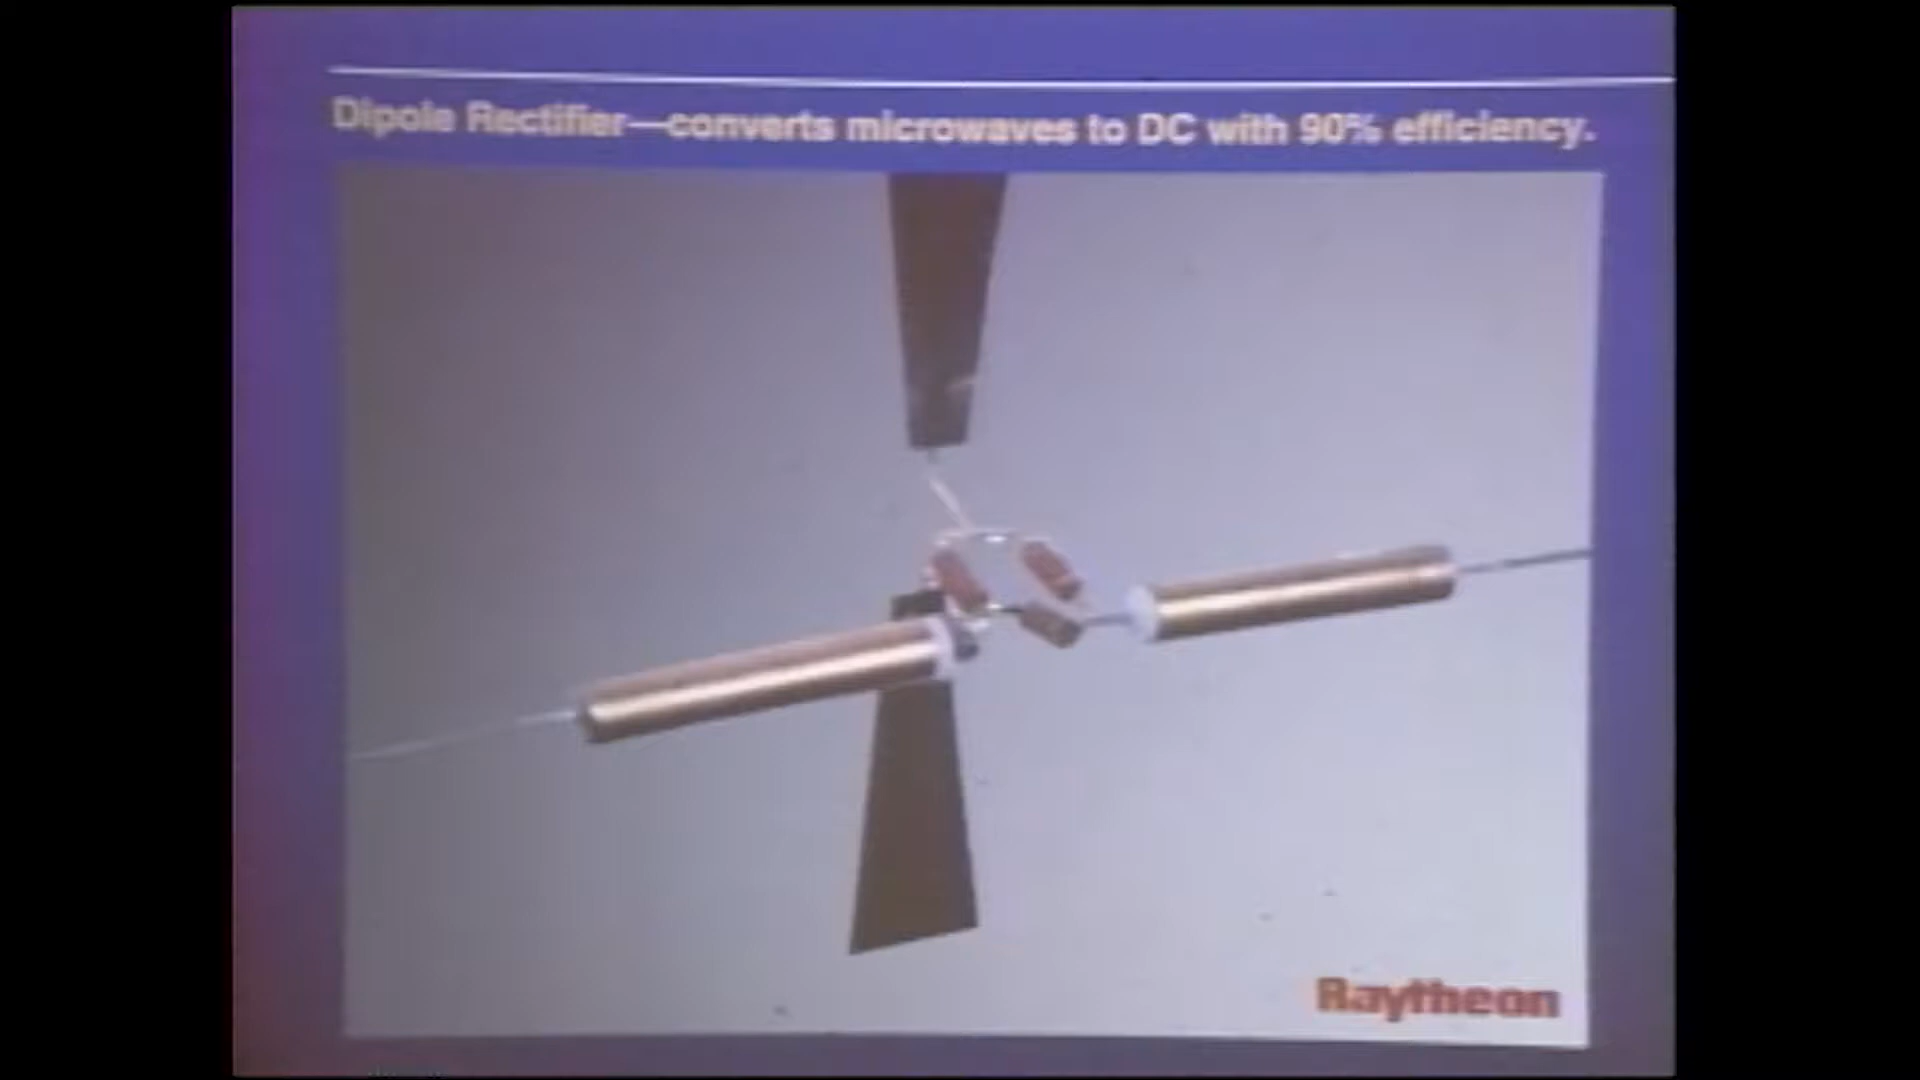 Dipole Rectifier—converts microwaves to DC with 90% efficiency.
Raytheon